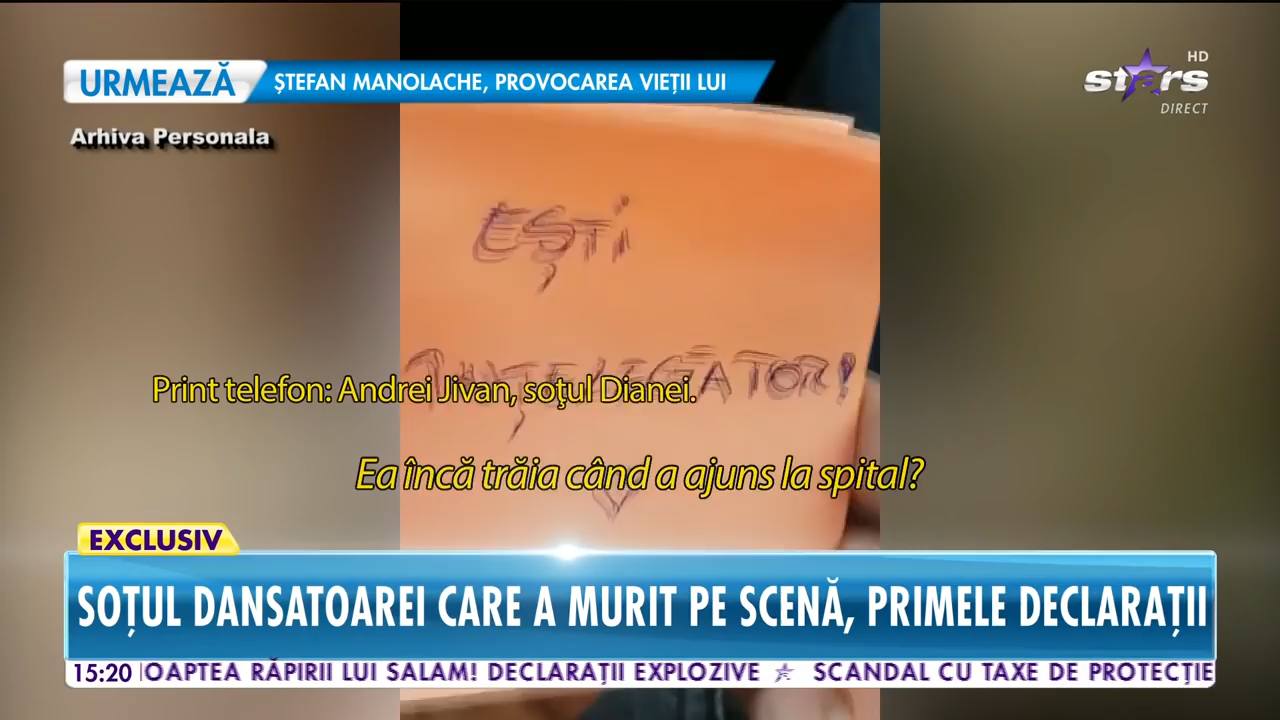 URMEAZĂ
ȘTEFAN MANOLACHE, PROVOCAREA VIEȚII LUI
HD
stars
DIRECT
Arhiva Personala
EȘTI
ÎNȚELEGĂTOR!
Print telefon: Andrei Jivan, soțul Dianei.
Ea încă trăia când a ajuns la spital?
EXCLUSIV
SOȚUL DANSATOAREI CARE A MURIT PE SCENĂ, PRIMELE DECLARAȚII
15:20 OAPTEA RĂPIRII LUI SALAM! DECLARAȚII EXPLOZIVE ★ SCANDAL CU TAXE DE PROTECȚIE